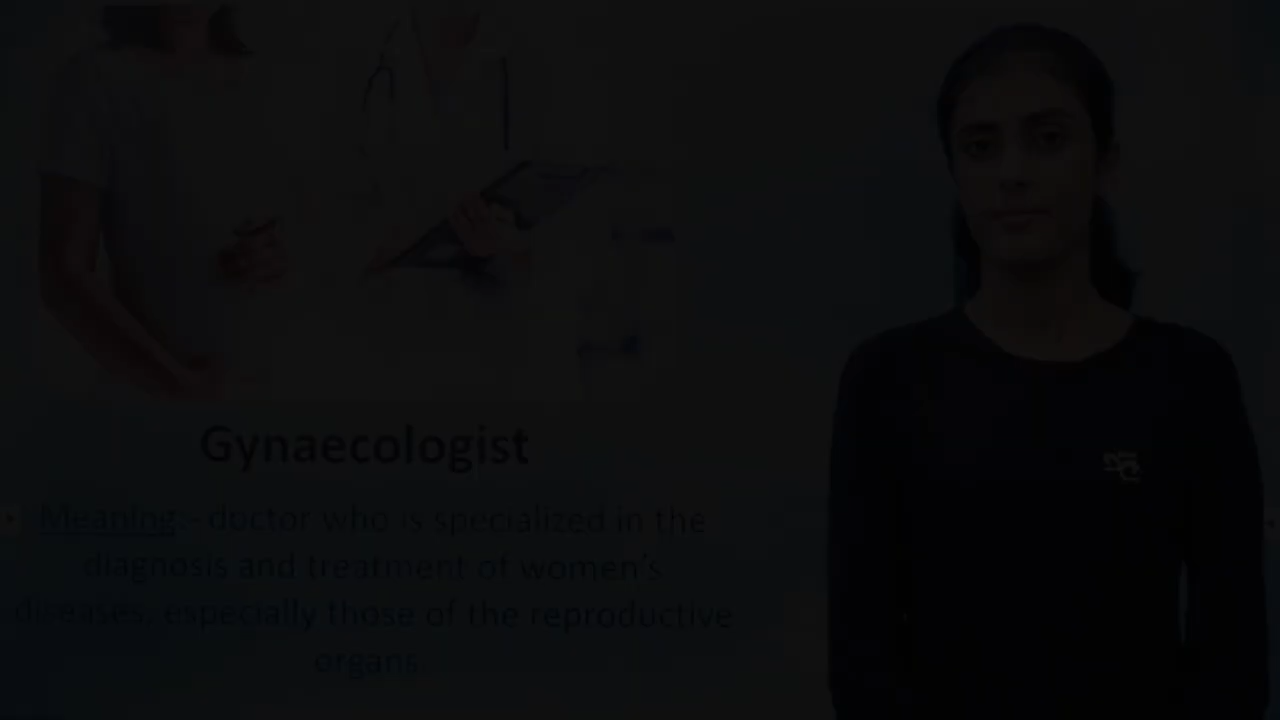 Gynaecologist
Meaning:- doctor who is specialized in the
diagnosis and treatment of women's
diseases, especially those of the reproductive
organs.